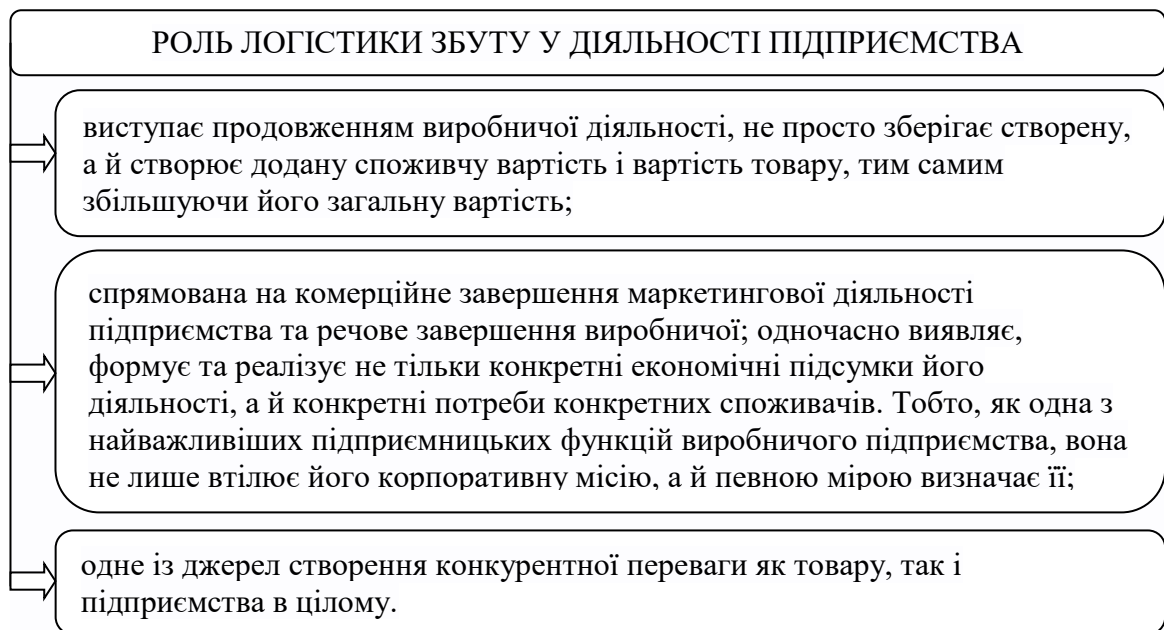 РОЛЬ ЛОГІСТИКИ ЗБУТУ У ДІЯЛЬНОСТІ ПІДПРИЄМСТВА
виступає продовженням виробничої діяльності, не просто зберігає створену,
а й створює додану споживчу вартість і вартість товару, тим самим
збільшуючи його загальну вартість;
спрямована на комерційне завершення маркетингової діяльності
підприємства та речове завершення виробничої; одночасно виявляє,
формує та реалізує не тільки конкретні економічні підсумки його
діяльності, а й конкретні потреби конкретних споживачів. Тобто, як одна з
найважливіших підприємницьких функцій виробничого підприємства, вона
не лише втілює його корпоративну місію, а й певною мірою визначає її;
одне із джерел створення конкурентної переваги як товару, так і
підприємства в цілому.